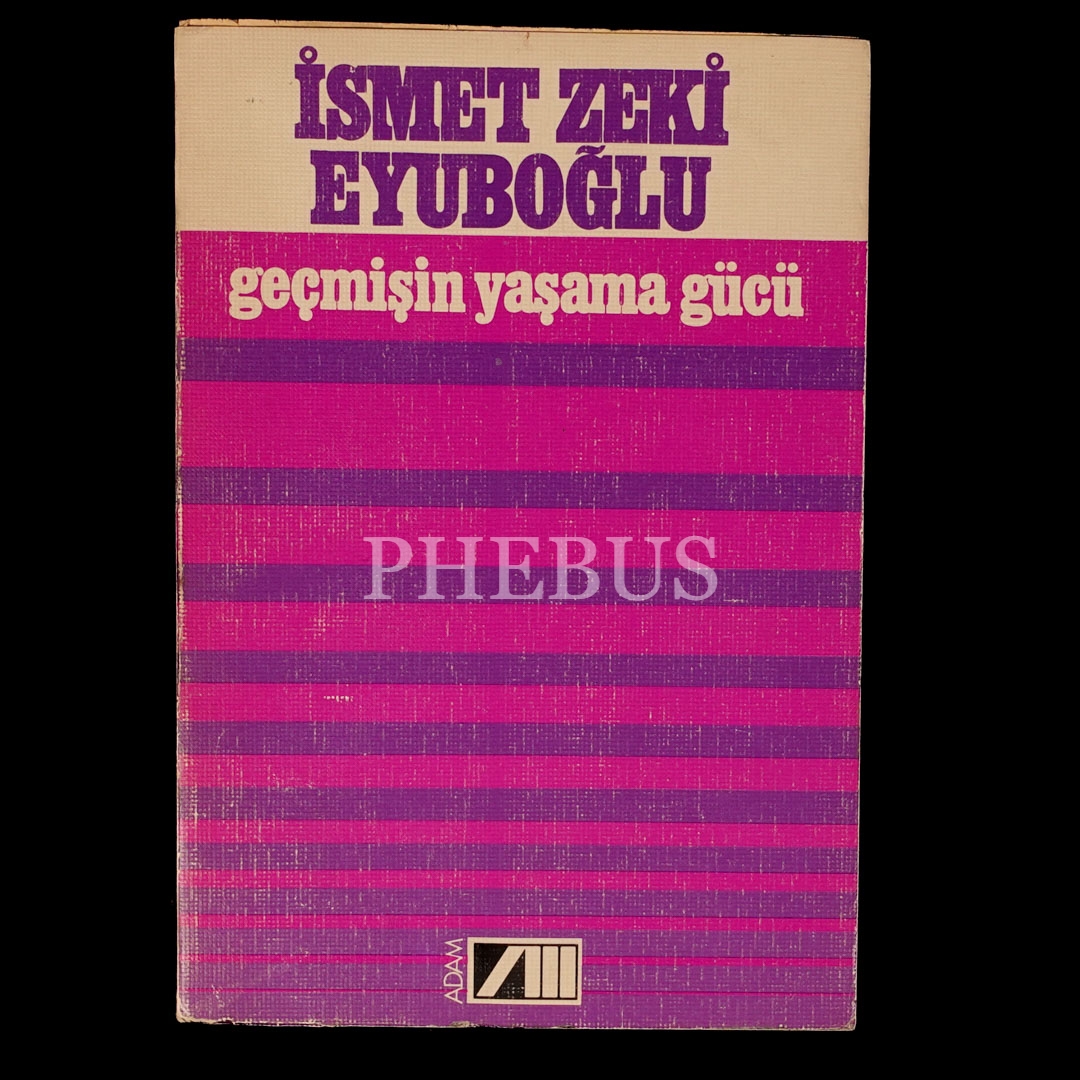 İSMET ZEKİ
EYUBOĞLU
geçmişin yaşama gücü
PHEBUS
ADAM